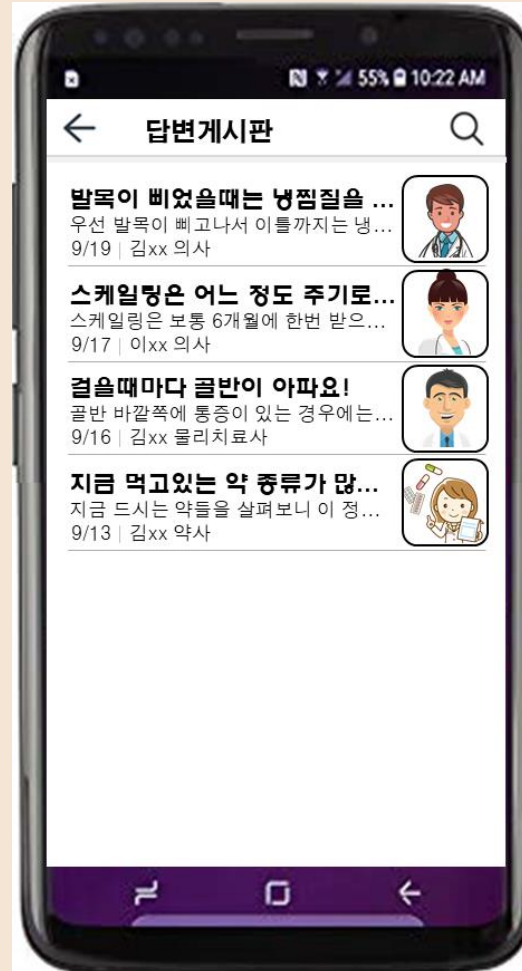 55% 10:22 AM
답변게시판
발목이 삐었을때는 냉찜질을 ...
우선 발목이 삐고나서 이틀까지는 냉...
9/19 | 김xx 의사
스케일링은 어느 정도 주기로...
스케일링은 보통 6개월에 한번 받으...
9/17 | 이xx 의사
걸을때마다 골반이 아파요!
골반 바깥쪽에 통증이 있는 경우에는...
9/16 | 김xx 물리치료사
지금 먹고있는 약 종류가 많...
지금 드시는 약들을 살펴보니 이 정...
9/13 | 김xx 약사